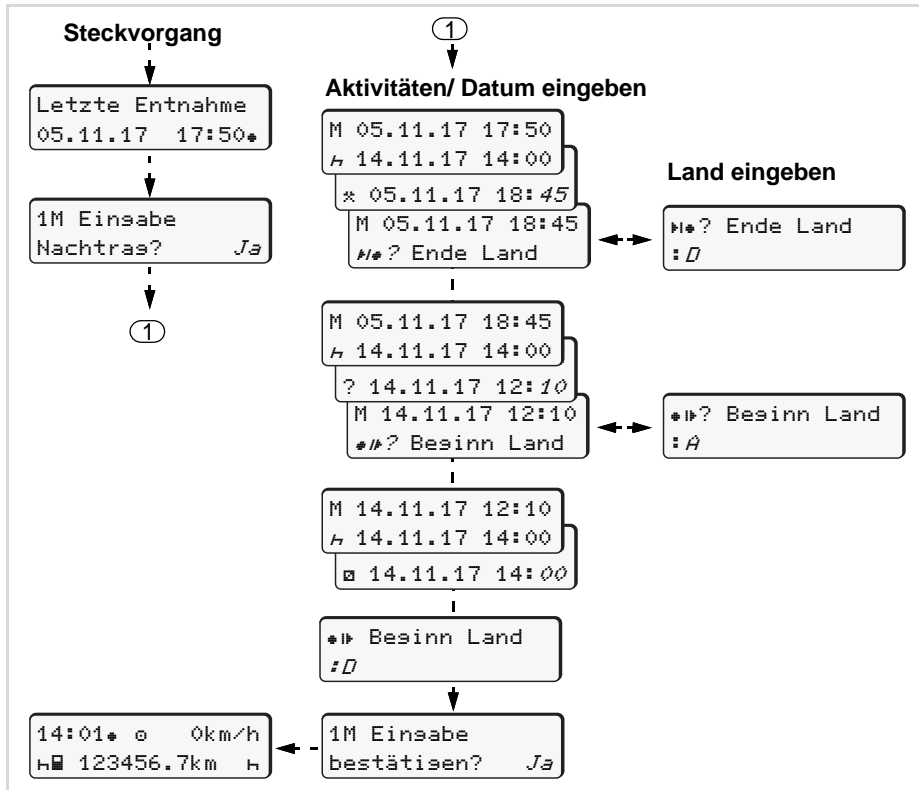 Steckvorgang
Letzte Entnahme
05.11.17 17:50
1M Eingabe
Nachtrag? Ja
1
1
Aktivitäten/ Datum eingeben
M 05.11.17 17:50
14.11.17 14:00
05.11.17 18:45
M 05.11.17 18:45
? Ende Land
Land eingeben
? Ende Land
:D
M 05.11.17 18:45
14.11.17 14:00
? 14.11.17 12:10
M 14.11.17 12:10
? Beginn Land
? Beginn Land
:A
M 14.11.17 12:10
14.11.17 14:00
14.11.17 14:00
Beginn Land
:D
1M Eingabe
bestätigen? Ja
14:01 0km/h
123456.7km